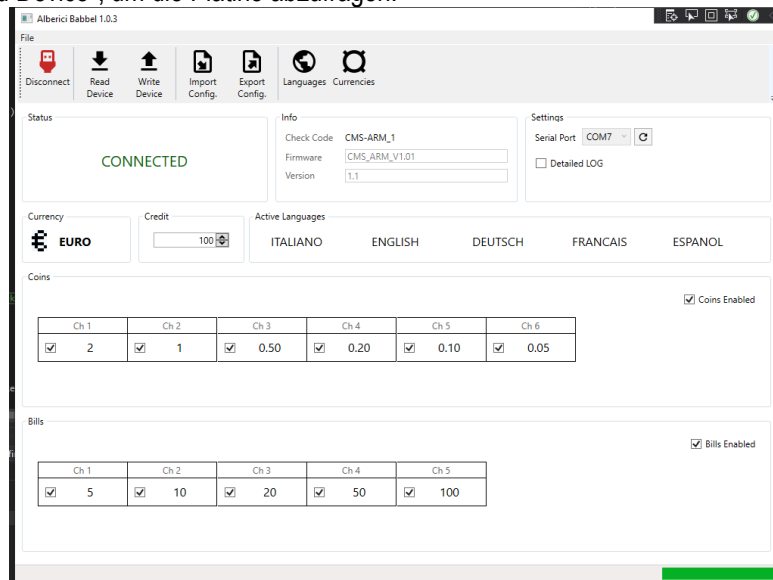 Device", um die Platine abzufragen.
Alberici Babbel 1.0.3
File
Disconnect Read Device Write Device Import Config. Export Config. Languages Currencies
Status Info Settings
Check Code CMS-ARM_1 Serial Port COM7
CONNECTED Firmware CMS_ARM_V1.01 Detailed LOG
Version 1.1
Currency Credit Active Languages
EURO 100 ITALIANO ENGLISH DEUTSCH FRANCAIS ESPANOL
Coins
Coins Enabled
Ch 1 Ch 2 Ch 3 Ch 4 Ch 5 Ch 6
2 1 0.50 0.20 0.10 0.05
Bills
Bills Enabled
Ch 1 Ch 2 Ch 3 Ch 4 Ch 5
5 10 20 50 100